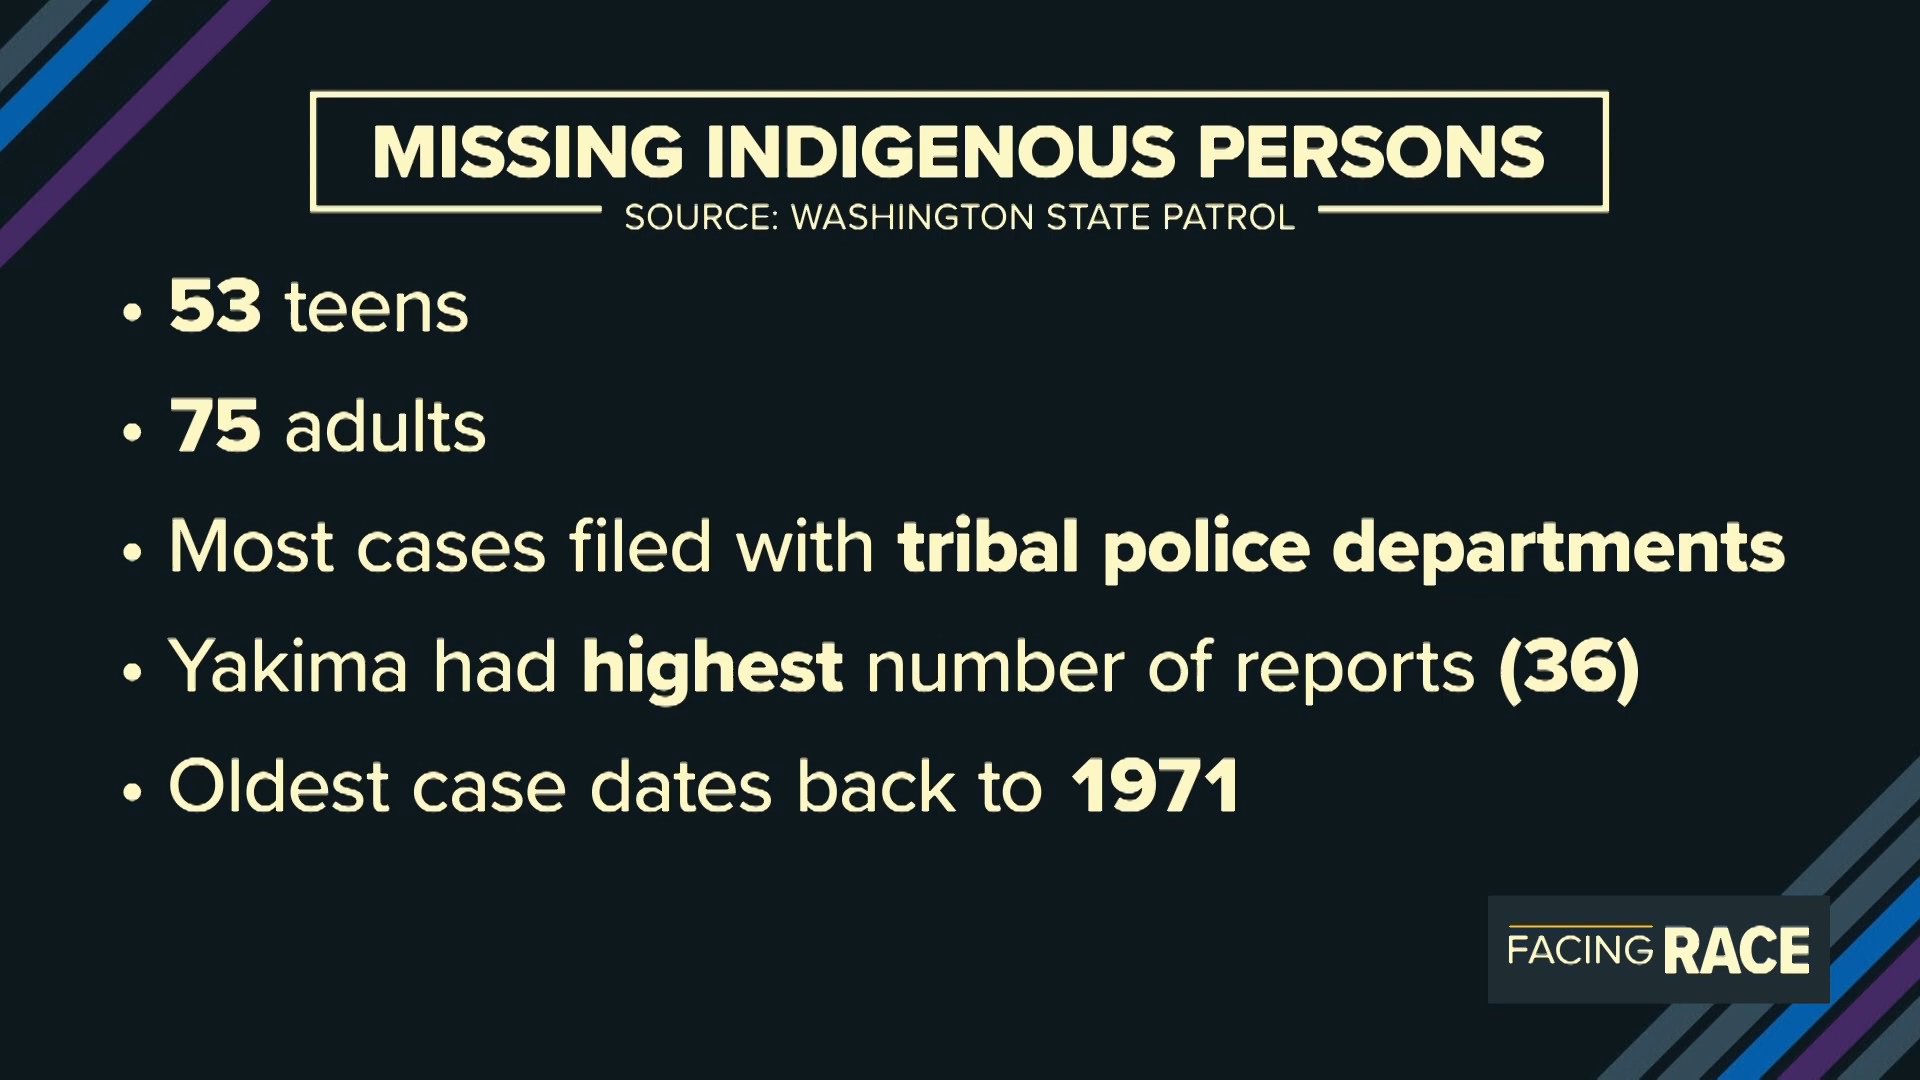 MISSING INDIGENOUS PERSONS
SOURCE: WASHINGTON STATE PATROL
• 53 teens
• 75 adults
• Most cases filed with tribal police departments
• Yakima had highest number of reports (36)
• Oldest case dates back to 1971
FACING RACE